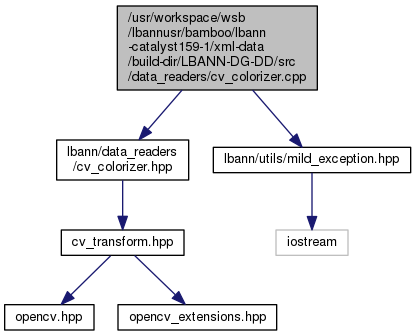 /usr/workspace/wsb
/lbannusr/bamboo/lbann
-catalyst159-1/xml-data
/build-dir/LBANN-DG-DD/src
/data_readers/cv_colorizer.cpp
lbann/data_readers
/cv_colorizer.hpp
lbann/utils/mild_exception.hpp
cv_transform.hpp
iostream
opencv.hpp
opencv_extensions.hpp